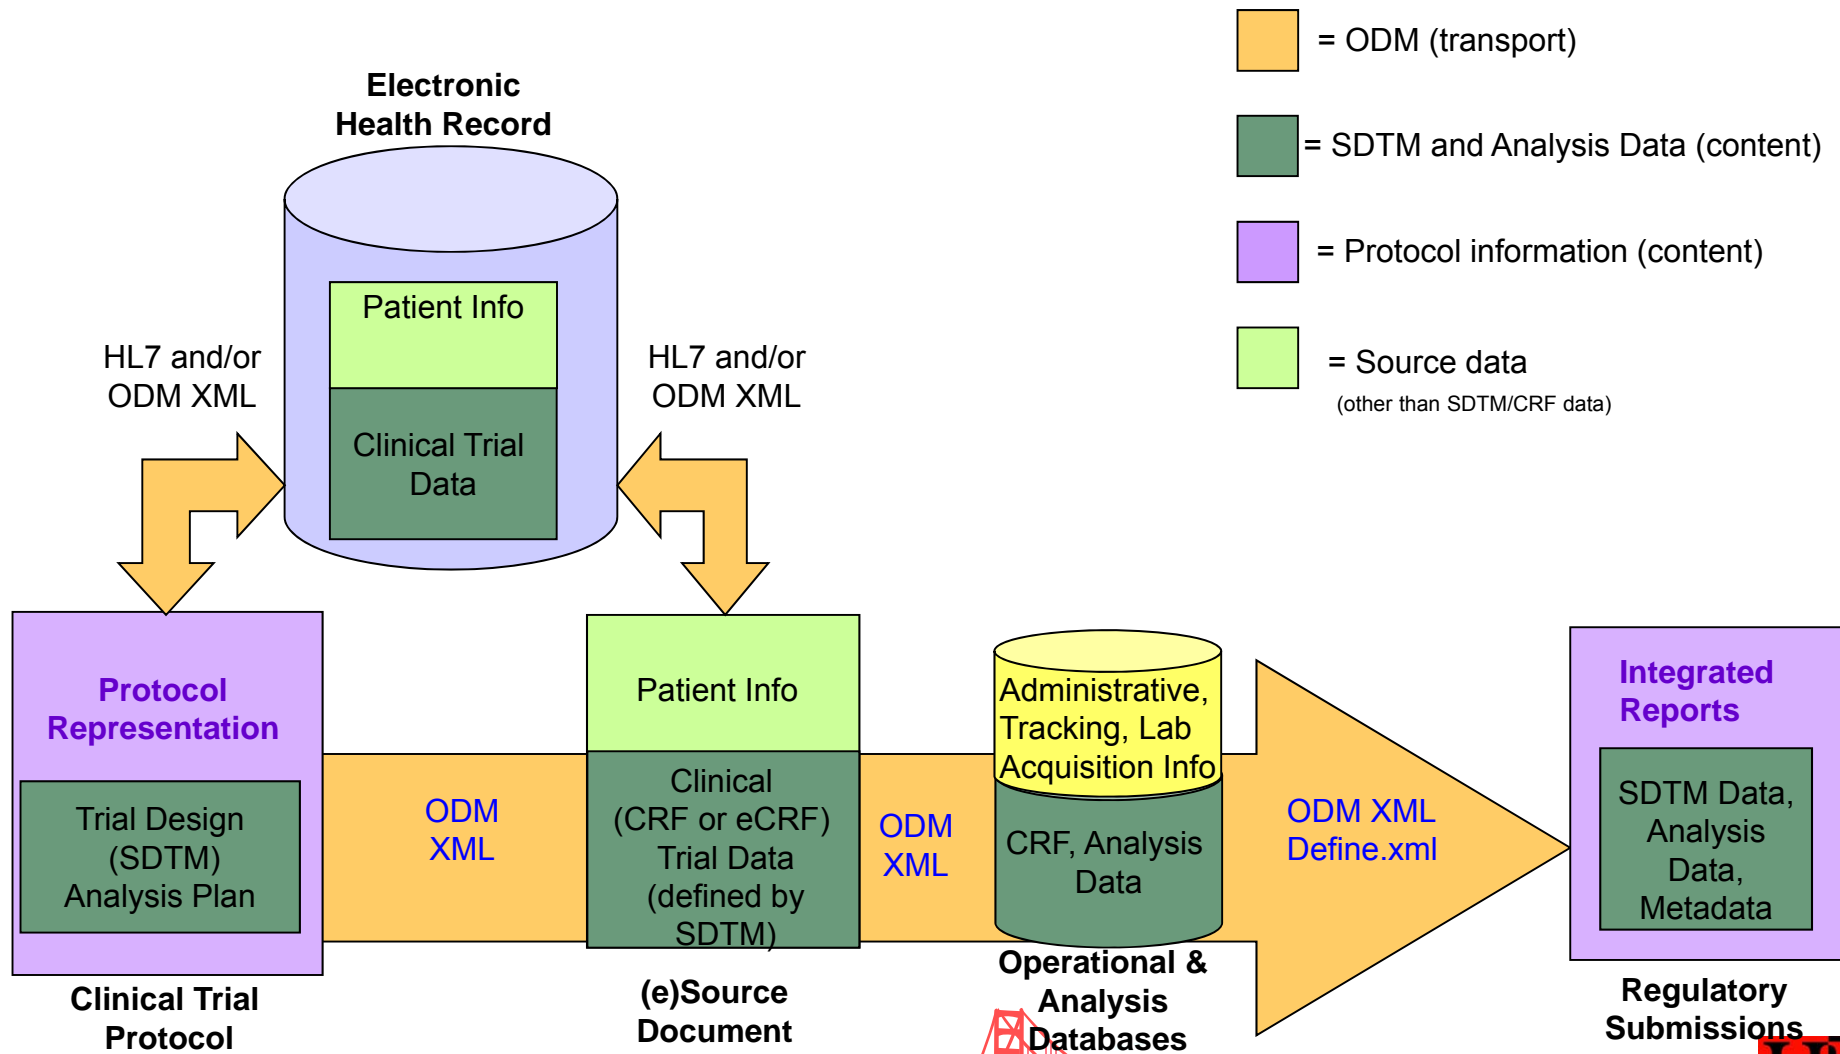 = ODM (transport)
Electronic
Health Record
= SDTM and Analysis Data (content)
= Protocol information (content)
Patient Info
HL7 and/or
ODM XML
HL7 and/or
ODM XML
= Source data
(other than SDTM/CRF data)
Clinical Trial
Data
Protocol
Representation
Trial Design
(SDTM)
Analysis Plan
Clinical Trial
Protocol
ODM
XML
Patient Info
Clinical
(CRF or eCRF)
Trial Data
(defined by
SDTM)
(e)Source
Document
ODM
XML
Administrative,
Tracking, Lab
Acquisition Info
CRF, Analysis
Data
Operational &
Analysis
Databases
ODM XML
Define.xml
Integrated
Reports
SDTM Data,
Analysis
Data,
Metadata
Regulatory
Submissions